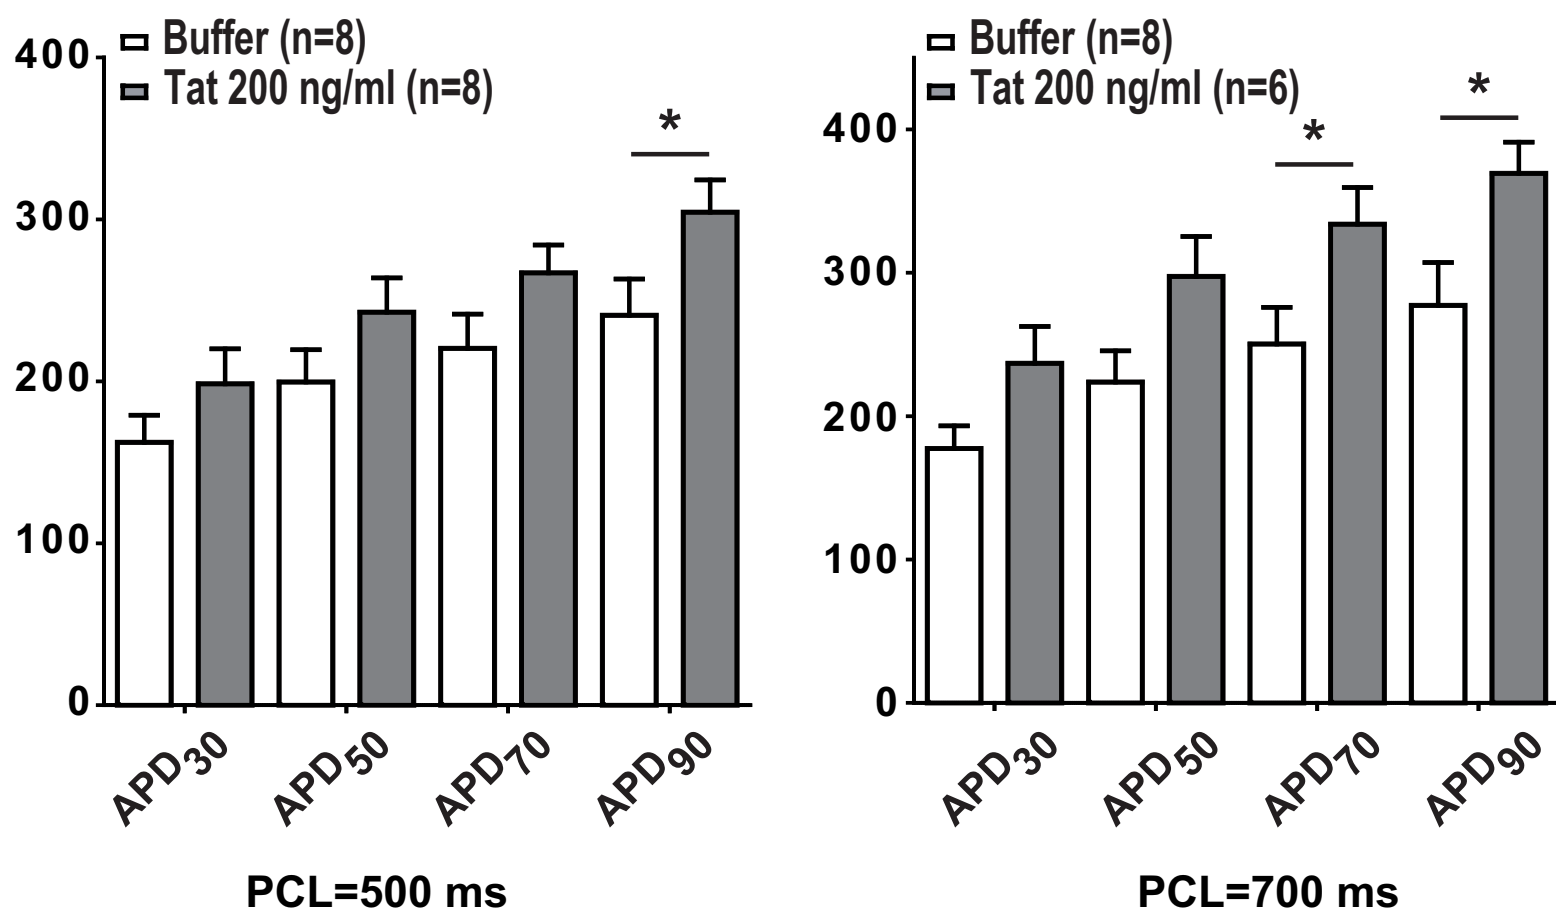 Buffer (n=8)
Tat 200 ng/ml (n=8)
*
400
300
200
100
0
APD30
APD50
APD70
APD90
PCL=500 ms
Buffer (n=8)
Tat 200 ng/ml (n=6)
*
*
400
300
200
100
0
APD30
APD50
APD70
APD90
PCL=700 ms